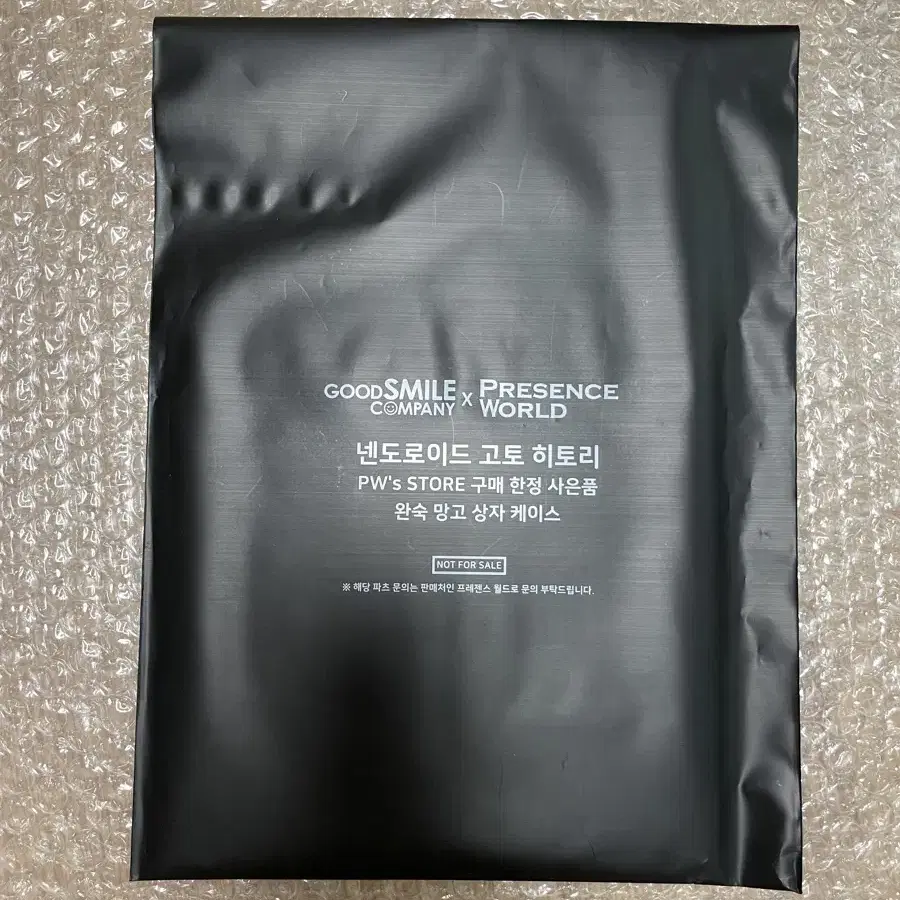 GOODSMILE COMPANY x PRESENCE WORLD
넨도로이드 고토 히토리
PW's STORE 구매 한정 사은품
완숙 망고 상자 케이스
NOT FOR SALE
※ 해당 파츠 문의는 판매처인 프레젠스 월드로 문의 부탁드립니다.